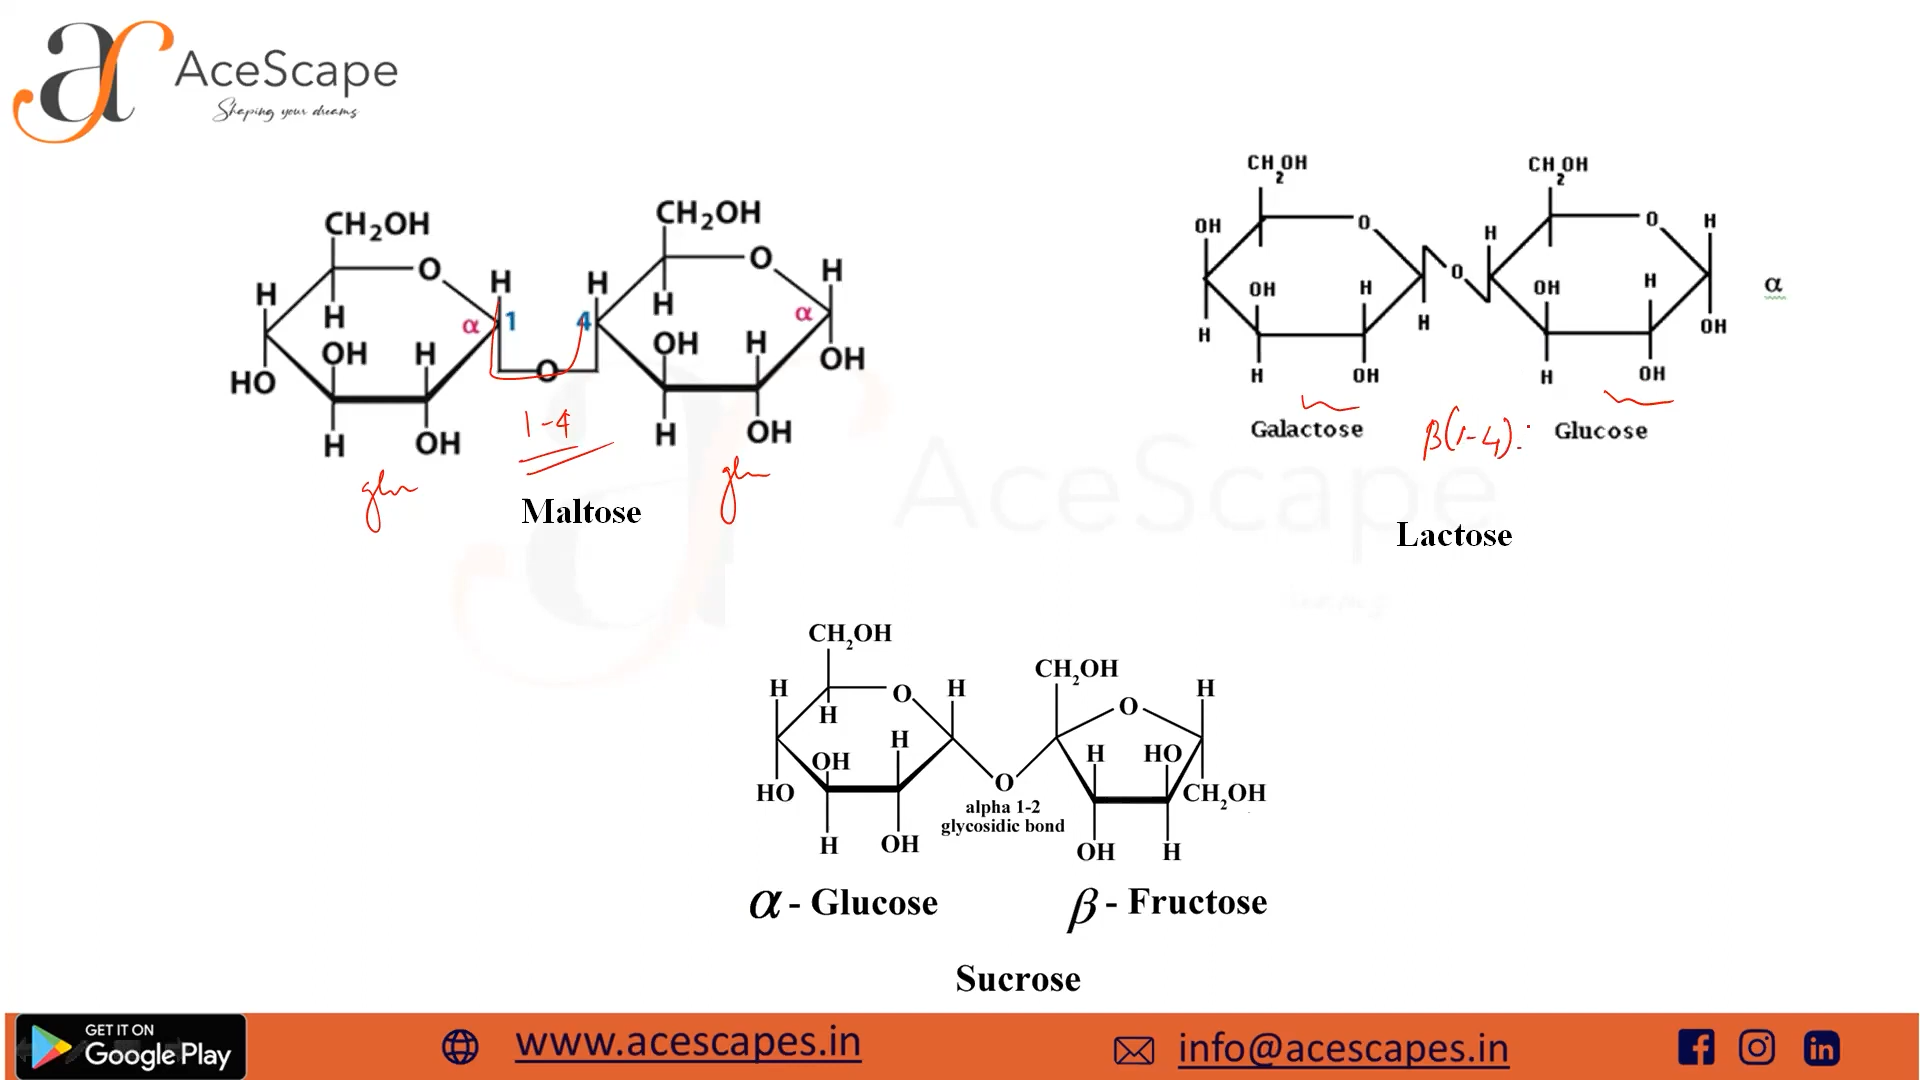 AceScape
Shaping your dreams
CH2OH
O
H
H
α 1
H
OH
H
HO
H
OH
CH2OH
O
H
H
4
H
OH
H
α
OH
H
OH
O
1-4
glu
glu
Maltose
CH2OH
OH
O
OH
H
H
H
H
OH
O
CH2OH
H
O
H
OH
H
OH
H
OH
α
Galactose
β(1-4):
Glucose
Lactose
AceScape
CH2OH
H
O
H
H
OH
H
HO
H
OH
O
alpha 1-2
glycosidic bond
CH2OH
O
H
H
HO
CH2OH
OH
H
α - Glucose
β - Fructose
Sucrose
GET IT ON
Google Play
www.acescapes.in
info@acescapes.in